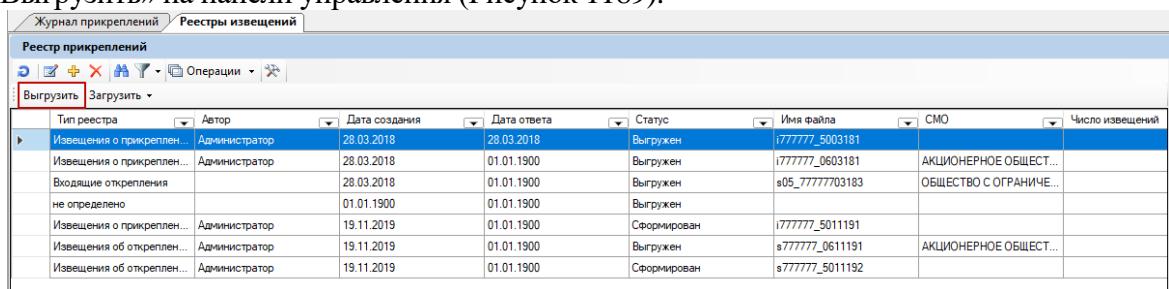 Выгрузить» на панели управления (Рисунок 1189).
Журнал прикреплений Реестры извещений
Реестр прикреплений
Операции
Выгрузить Загрузить
Тип реестра Автор Дата создания Дата ответа Статус Имя файла СМО Число извещений
Извещения о прикреплен... Администратор 28.03.2018 28.03.2018 Выгружен i777777_5003181
Извещения о прикреплен... Администратор 28.03.2018 01.01.1900 Выгружен i777777_0603181 АКЦИОНЕРНОЕ ОБЩЕСТ...
Входящие открепления 28.03.2018 01.01.1900 Выгружен s05_77777703183 ОБЩЕСТВО С ОГРАНИЧЕ...
не определено 01.01.1900 01.01.1900 Выгружен
Извещения о прикреплен... Администратор 19.11.2019 01.01.1900 Сформирован i777777_5011191
Извещения об откреплен... Администратор 19.11.2019 01.01.1900 Выгружен s777777_0611191 АКЦИОНЕРНОЕ ОБЩЕСТ...
Извещения об откреплен... Администратор 19.11.2019 01.01.1900 Сформирован s777777_5011192